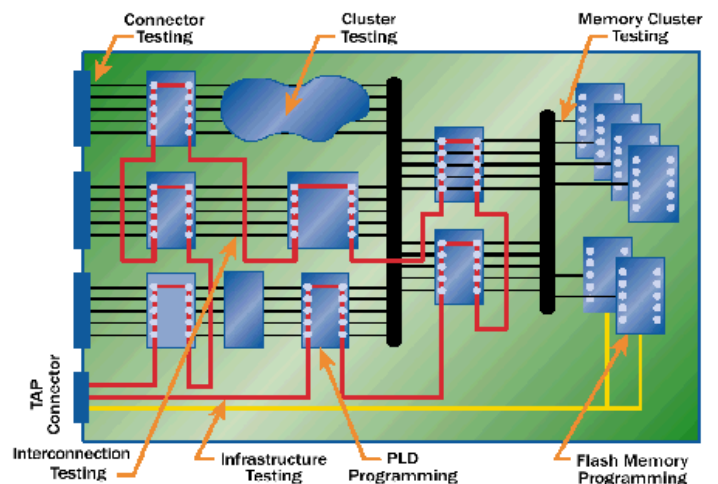 Connector
Testing
Cluster
Testing
Memory Cluster
Testing
TAP
Connector
Interconnection
Testing
Infrastructure
Testing
PLD
Programming
Flash Memory
Programming